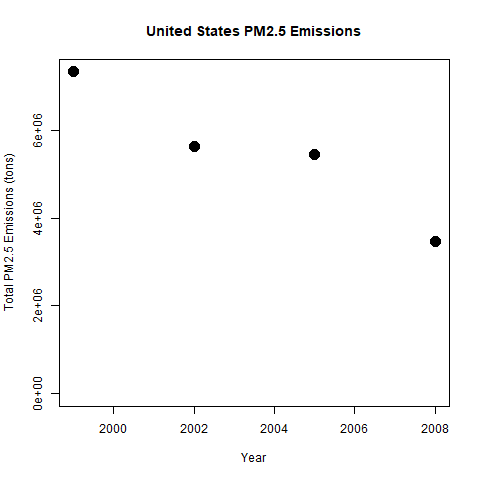 United States PM2.5 Emissions
Total PM2.5 Emissions (tons)
6e+06
4e+06
2e+06
0e+00
2000 2002 2004 2006 2008
Year